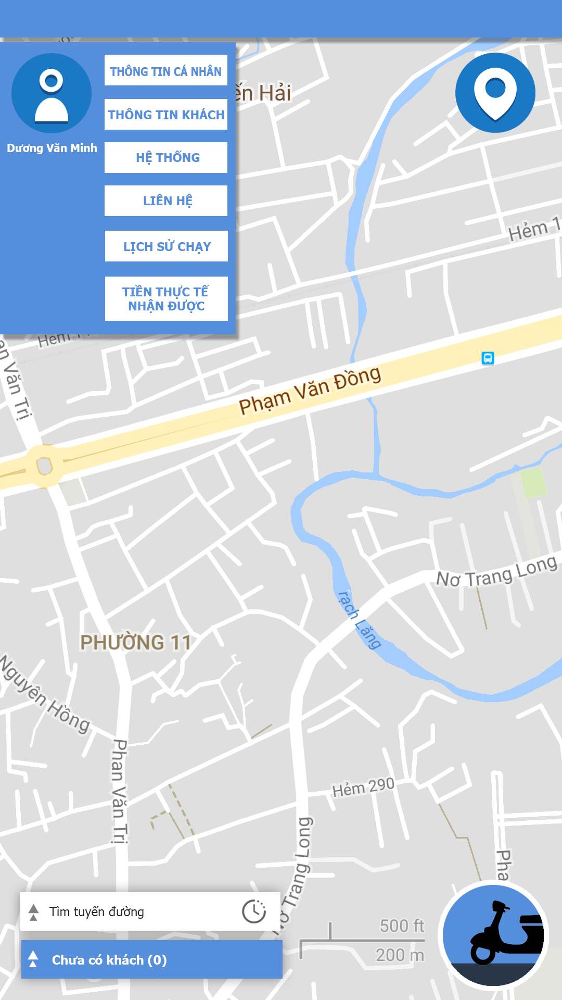 THÔNG TIN CÁ NHÂN
ến Hải
THÔNG TIN KHÁCH
Dương Văn Minh
HỆ THỐNG
LIÊN HỆ
Hẻm 1
LỊCH SỬ CHẠY
TIỀN THỰC TẾ
NHẬN ĐƯỢC
Hẻm
an Văn Trị
Phạm Văn Đồng
Nơ Trang Long
rạch Lăng
PHƯỜNG 11
Nguyên Hồng
Phan Văn Trị
Hẻm 290
Nơ Trang Long
Pha
Tìm tuyến đường
500 ft
200 m
Chưa có khách (0)